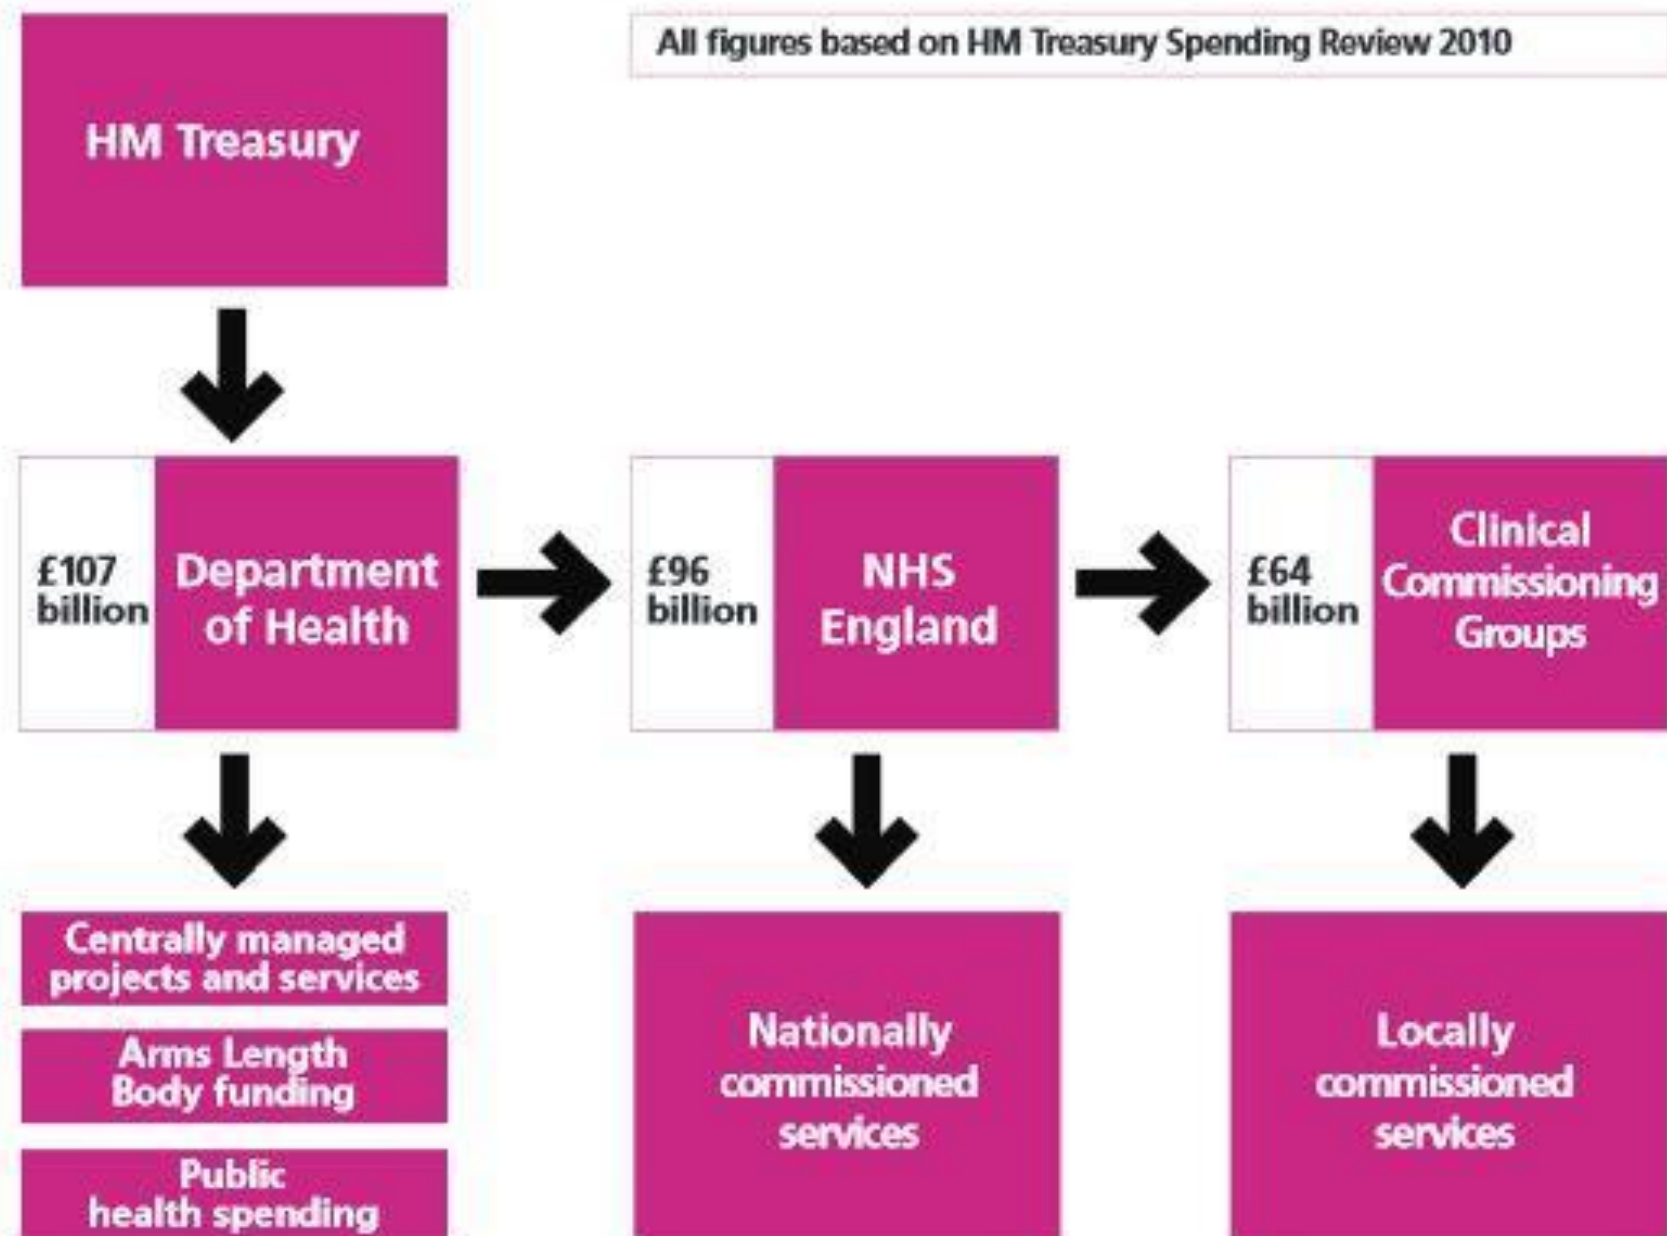 HM Treasury
All figures based on HM Treasury Spending Review 2010
£107
billion
Department
of Health
£96
billion
NHS
England
£64
billion
Clinical
Commissioning
Groups
Centrally managed
projects and services
Arms Length
Body funding
Public
health spending
Nationally
commissioned
services
Locally
commissioned
services